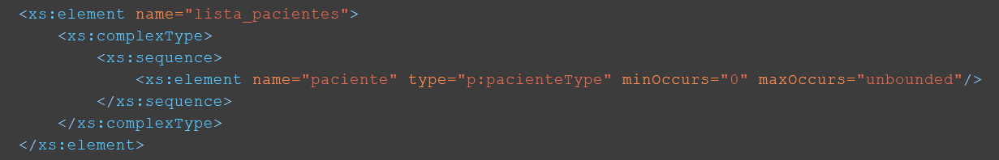 <xs:element name="lista_pacientes">
<xs:complexType>
<xs:sequence>
<xs:element name="paciente" type="p:pacienteType" minOccurs="0" maxOccurs="unbounded"/>
</xs:sequence>
</xs:complexType>
</xs:element>